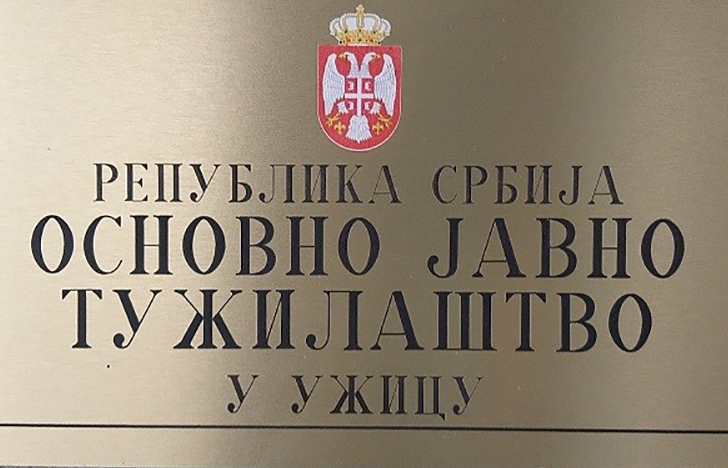 РЕПУБЛИКА СРБИЈА
ОСНОВНО ЈАВНО
ТУЖИЛАШТВО
У УЖИЦУ